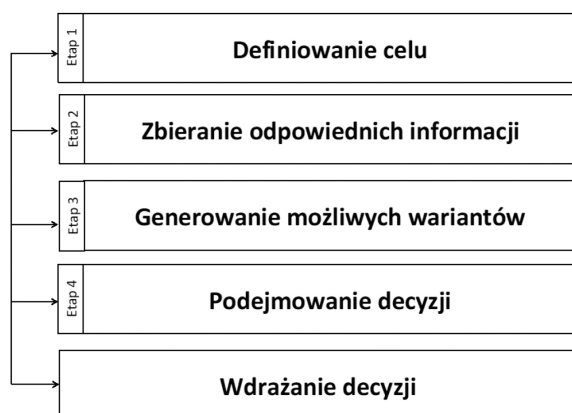 Etap 1
Definiowanie celu
Etap 2
Zbieranie odpowiednich informacji
Etap 3
Generowanie możliwych wariantów
Etap 4
Podejmowanie decyzji
Wdrażanie decyzji